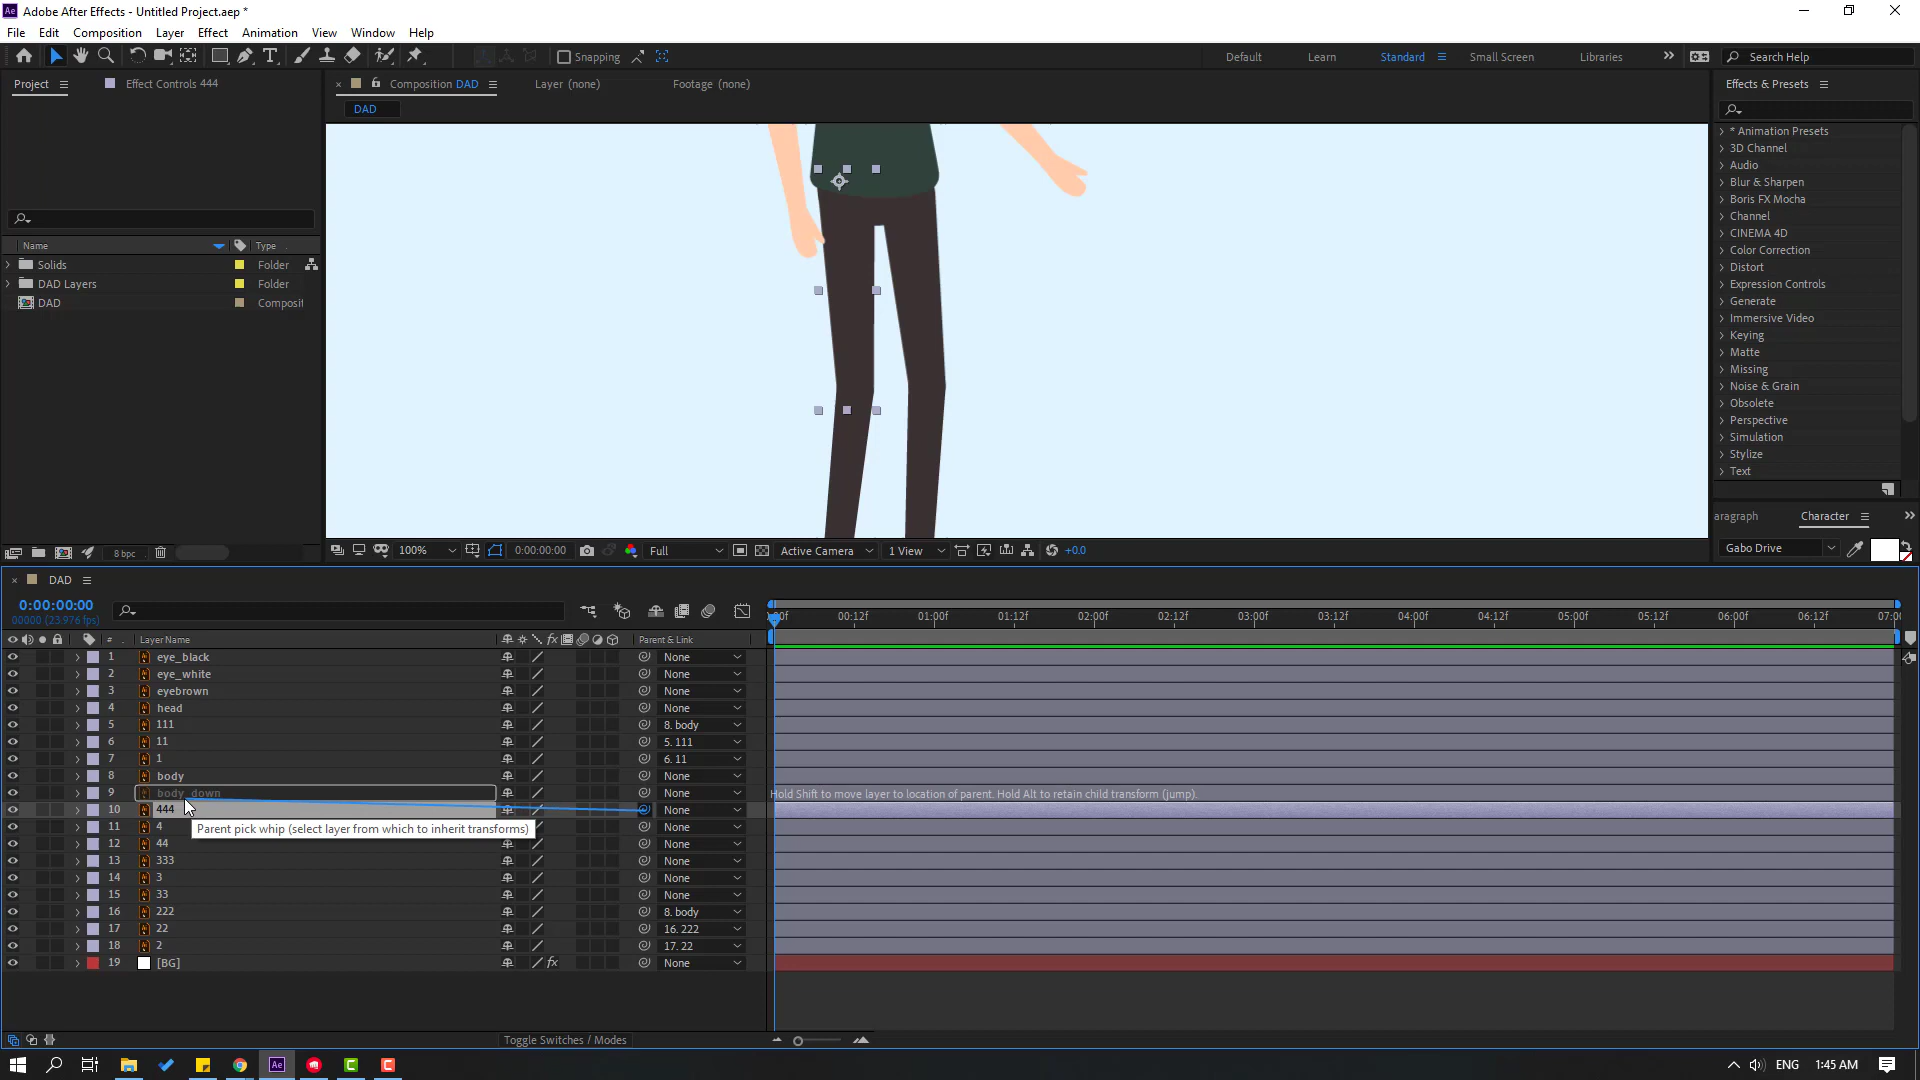 Adobe After Effects - Untitled Project.aep *
File Edit Composition Layer Effect Animation View Window Help
Snapping Default Learn Standard Small Screen Libraries Search Help
Project Effect Controls 444 Composition DAD Layer (none) Footage (none) Effects & Presets
DAD
Name Type
Solids Folder
DAD Layers Folder
DAD Composit
* Animation Presets
3D Channel
Audio
Blur & Sharpen
Boris FX Mocha
Channel
CINEMA 4D
Color Correction
Distort
Expression Controls
Generate
Immersive Video
Keying
Matte
Missing
Noise & Grain
Obsolete
Perspective
Simulation
Stylize
Text
aragraph Character
Gabo Drive
8 bpc 100% 0:00:00:00 Full Active Camera 1 View +0.0
DAD
0:00:00:00
00000 (23.976 fps)
:00f 00:12f 01:00f 01:12f 02:00f 02:12f 03:00f 03:12f 04:00f 04:12f 05:00f 05:12f 06:00f 06:12f 07:00
# Layer Name fx Parent & Link
1 eye_black None
2 eye_white None
3 eyebrown None
4 head None
5 111 8. body
6 11 5. 111
7 1 6. 11
8 body None
9 body_down None
Hold Shift to move layer to location of parent. Hold Alt to retain child transform (jump).
10 444 None
11 4 None
Parent pick whip (select layer from which to inherit transforms)
12 44 None
13 333 None
14 3 None
15 33 None
16 222 8. body
17 22 16. 222
18 2 17. 22
19 [BG] fx None
Toggle Switches / Modes
Ae ENG 1:45 AM